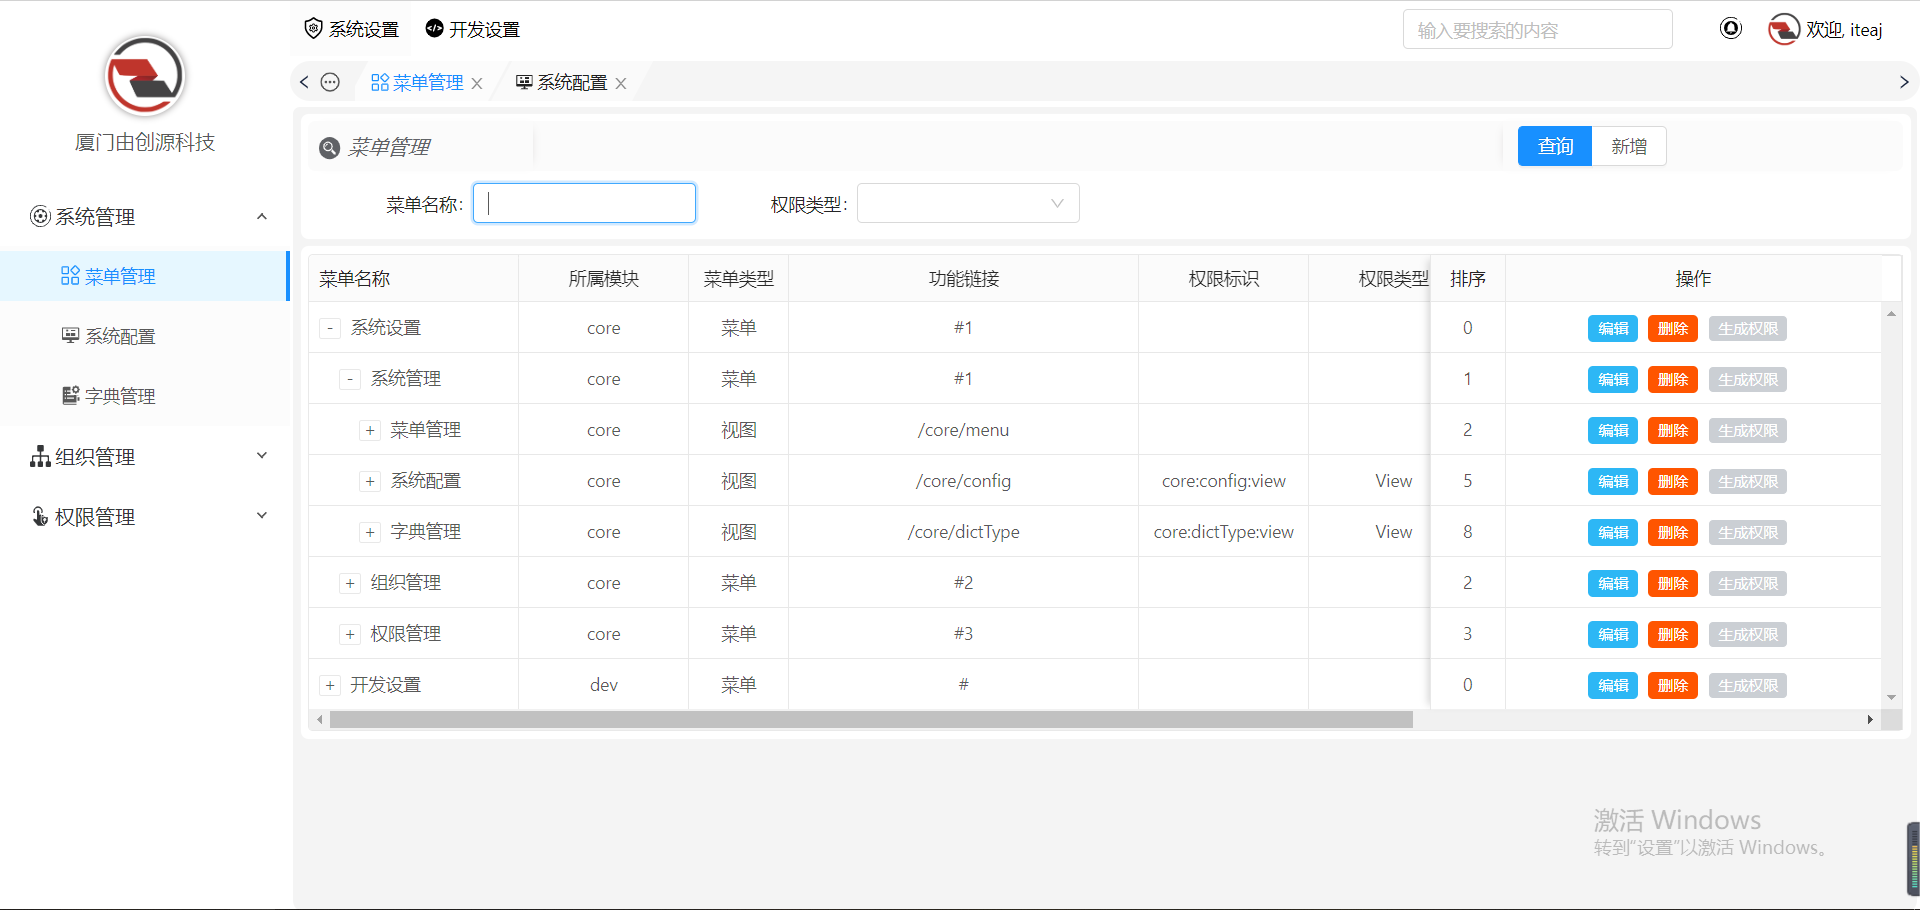 系统设置 开发设置 输入要搜索的内容 欢迎, iteaj
厦门由创源科技
菜单管理 系统配置
菜单管理 查询 新增
菜单名称: 权限类型:
系统管理
菜单管理
系统配置
字典管理
组织管理
权限管理
菜单名称 所属模块 菜单类型 功能链接 权限标识 权限类型 排序 操作
- 系统设置 core 菜单 #1 0 编辑 删除 生成权限
- 系统管理 core 菜单 #1 1 编辑 删除 生成权限
+ 菜单管理 core 视图 /core/menu 2 编辑 删除 生成权限
+ 系统配置 core 视图 /core/config core:config:view View 5 编辑 删除 生成权限
+ 字典管理 core 视图 /core/dictType core:dictType:view View 8 编辑 删除 生成权限
+ 组织管理 core 菜单 #2 2 编辑 删除 生成权限
+ 权限管理 core 菜单 #3 3 编辑 删除 生成权限
+ 开发设置 dev 菜单 # 0 编辑 删除 生成权限
激活 Windows
转到"设置"以激活 Windows。